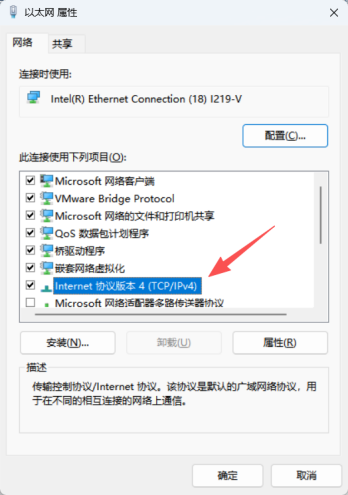 以太网 属性
网络
共享
连接时使用:
Intel(R) Ethernet Connection (18) I219-V
配置(C)...
此连接使用下列项目(O):
Microsoft 网络客户端
VMware Bridge Protocol
Microsoft 网络的文件和打印机共享
QoS 数据包计划程序
桥驱动程序
嵌套网络虚拟化
Internet 协议版本 4 (TCP/IPv4)
Microsoft 网络适配器多路传送器协议
安装(N)...
卸载(U)
属性(R)
描述
传输控制协议/Internet 协议。该协议是默认的广域网络协议，用
于在不同的相互连接的网络上通信。
确定
取消